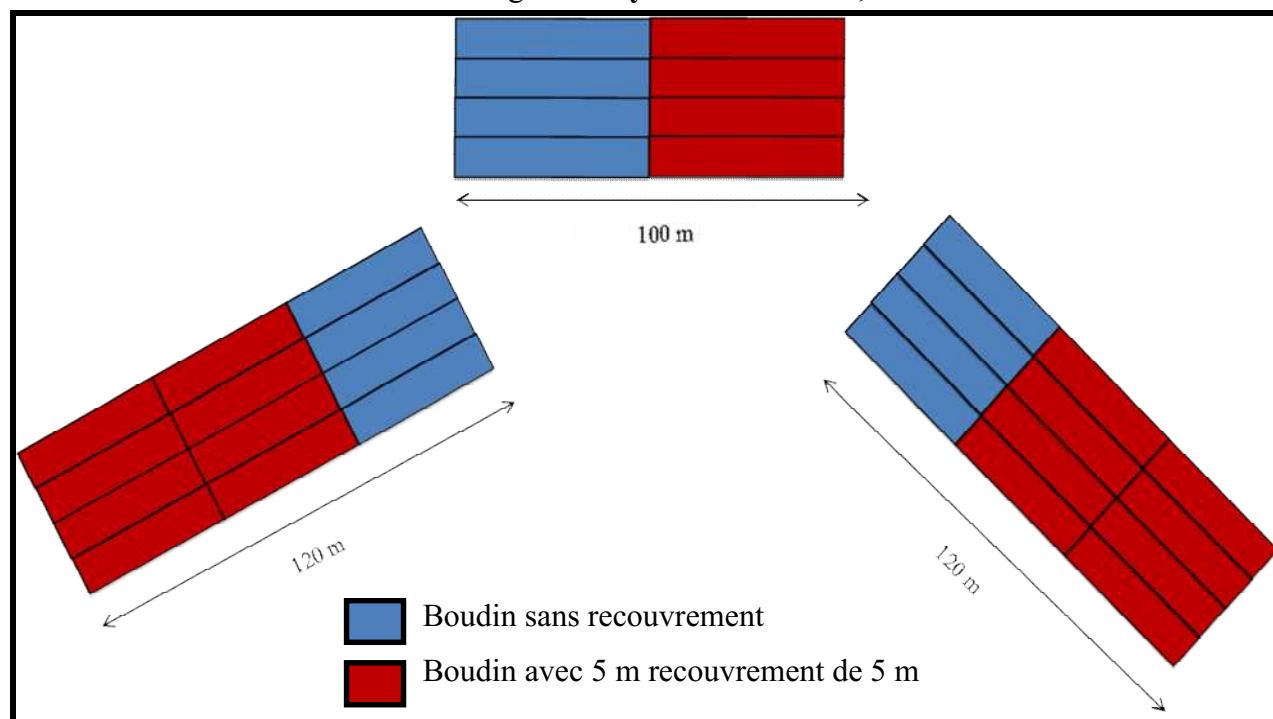 100 m
120 m
120 m
Boudin sans recouvrement
Boudin avec 5 m recouvrement de 5 m